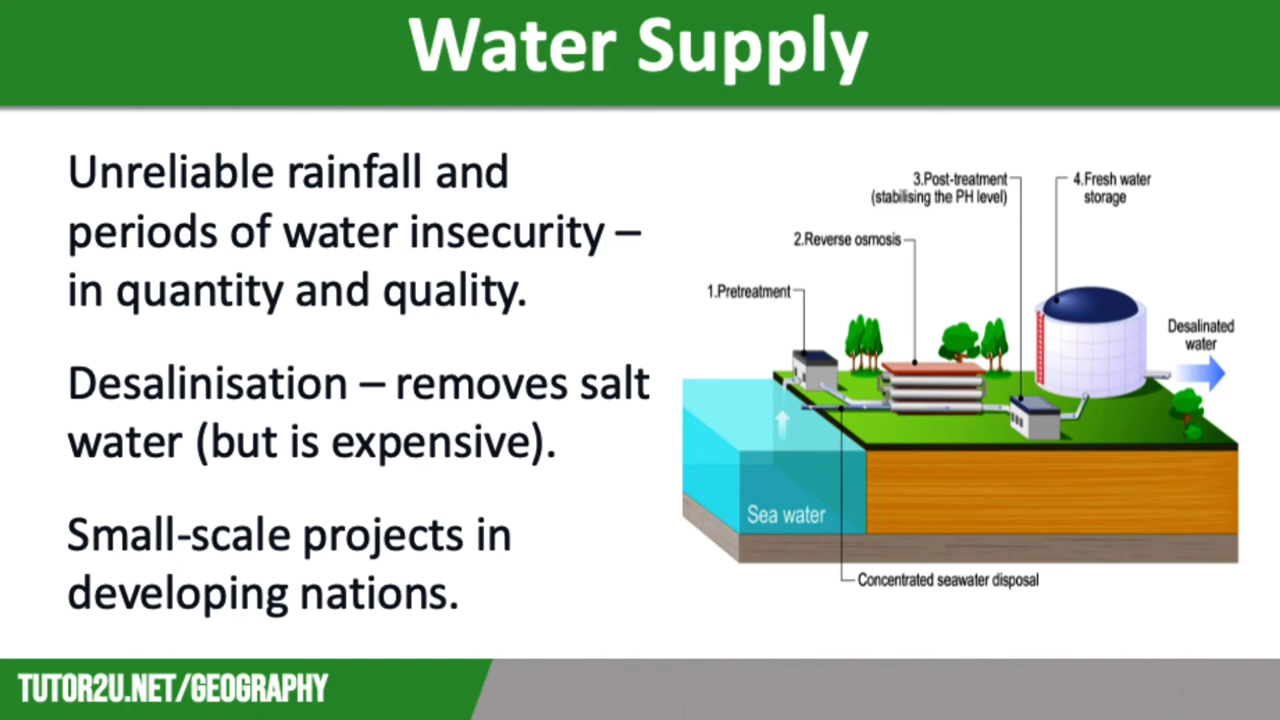 Water Supply
Unreliable rainfall and
periods of water insecurity –
in quantity and quality.
Desalinisation – removes salt
water (but is expensive).
Small-scale projects in
developing nations.
3.Post-treatment
(stabilising the PH level)
4.Fresh water
storage
2.Reverse osmosis
1.Pretreatment
Desalinated
water
Sea water
Concentrated seawater disposal
TUTOR2U.NET/GEOGRAPHY